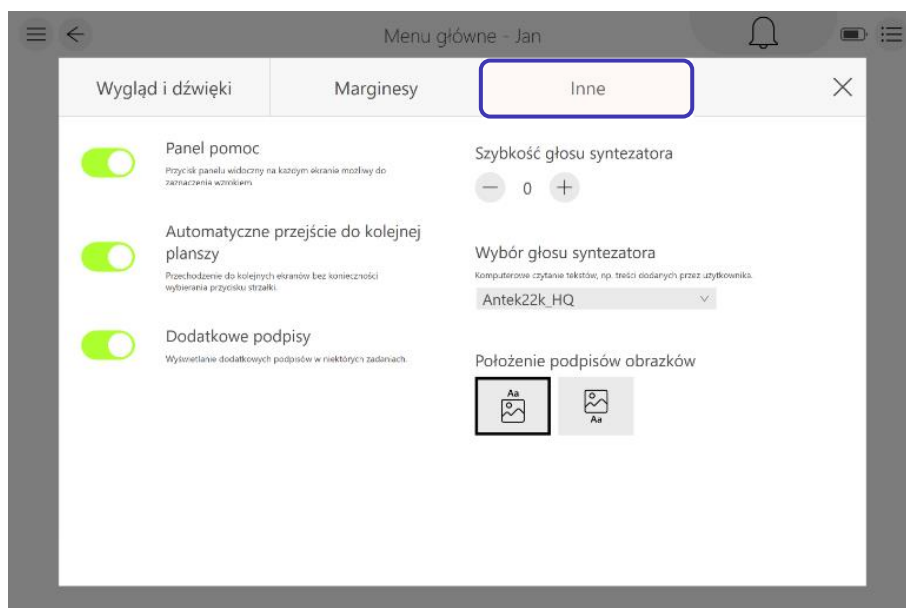 Menu główne - Jan
Wygląd i dźwięki
Marginesy
Inne
Panel pomoc
Przycisk panelu widoczny na każdym ekranie możliwy do
zaznaczenia wzrokiem.
Automatyczne przejście do kolejnej
planszy
Przechodzenie do kolejnych ekranów bez konieczności
wybierania przycisku strzałki.
Dodatkowe podpisy
Wyświetlanie dodatkowych podpisów w niektórych zadaniach.
Szybkość głosu syntezatora
0
Wybór głosu syntezatora
Komputerowe czytanie tekstów, np. treści dodanych przez użytkownika.
Antek22k_HQ
Położenie podpisów obrazków
Aa
Aa